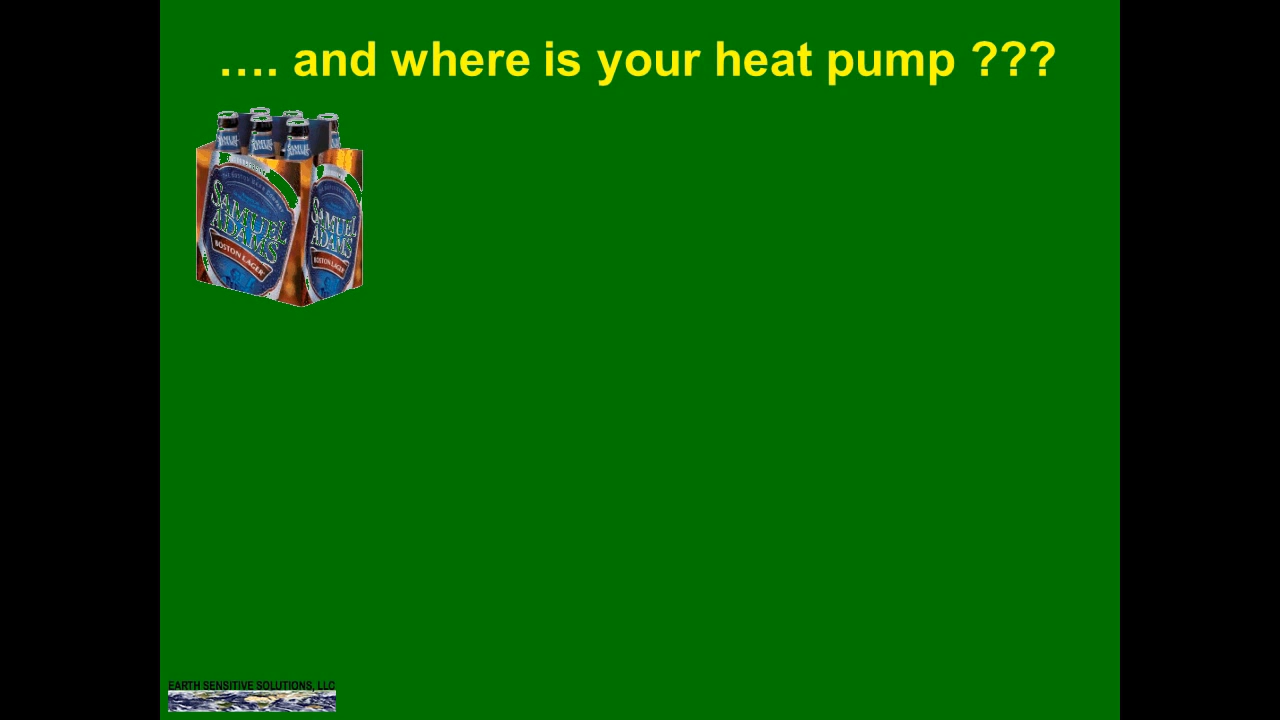 …. and where is your heat pump ???
SAMUEL
ADAMS
BOSTON LAGER
SAMUEL
ADAMS
BOSTON LAGER
EARTH SENSITIVE SOLUTIONS, LLC